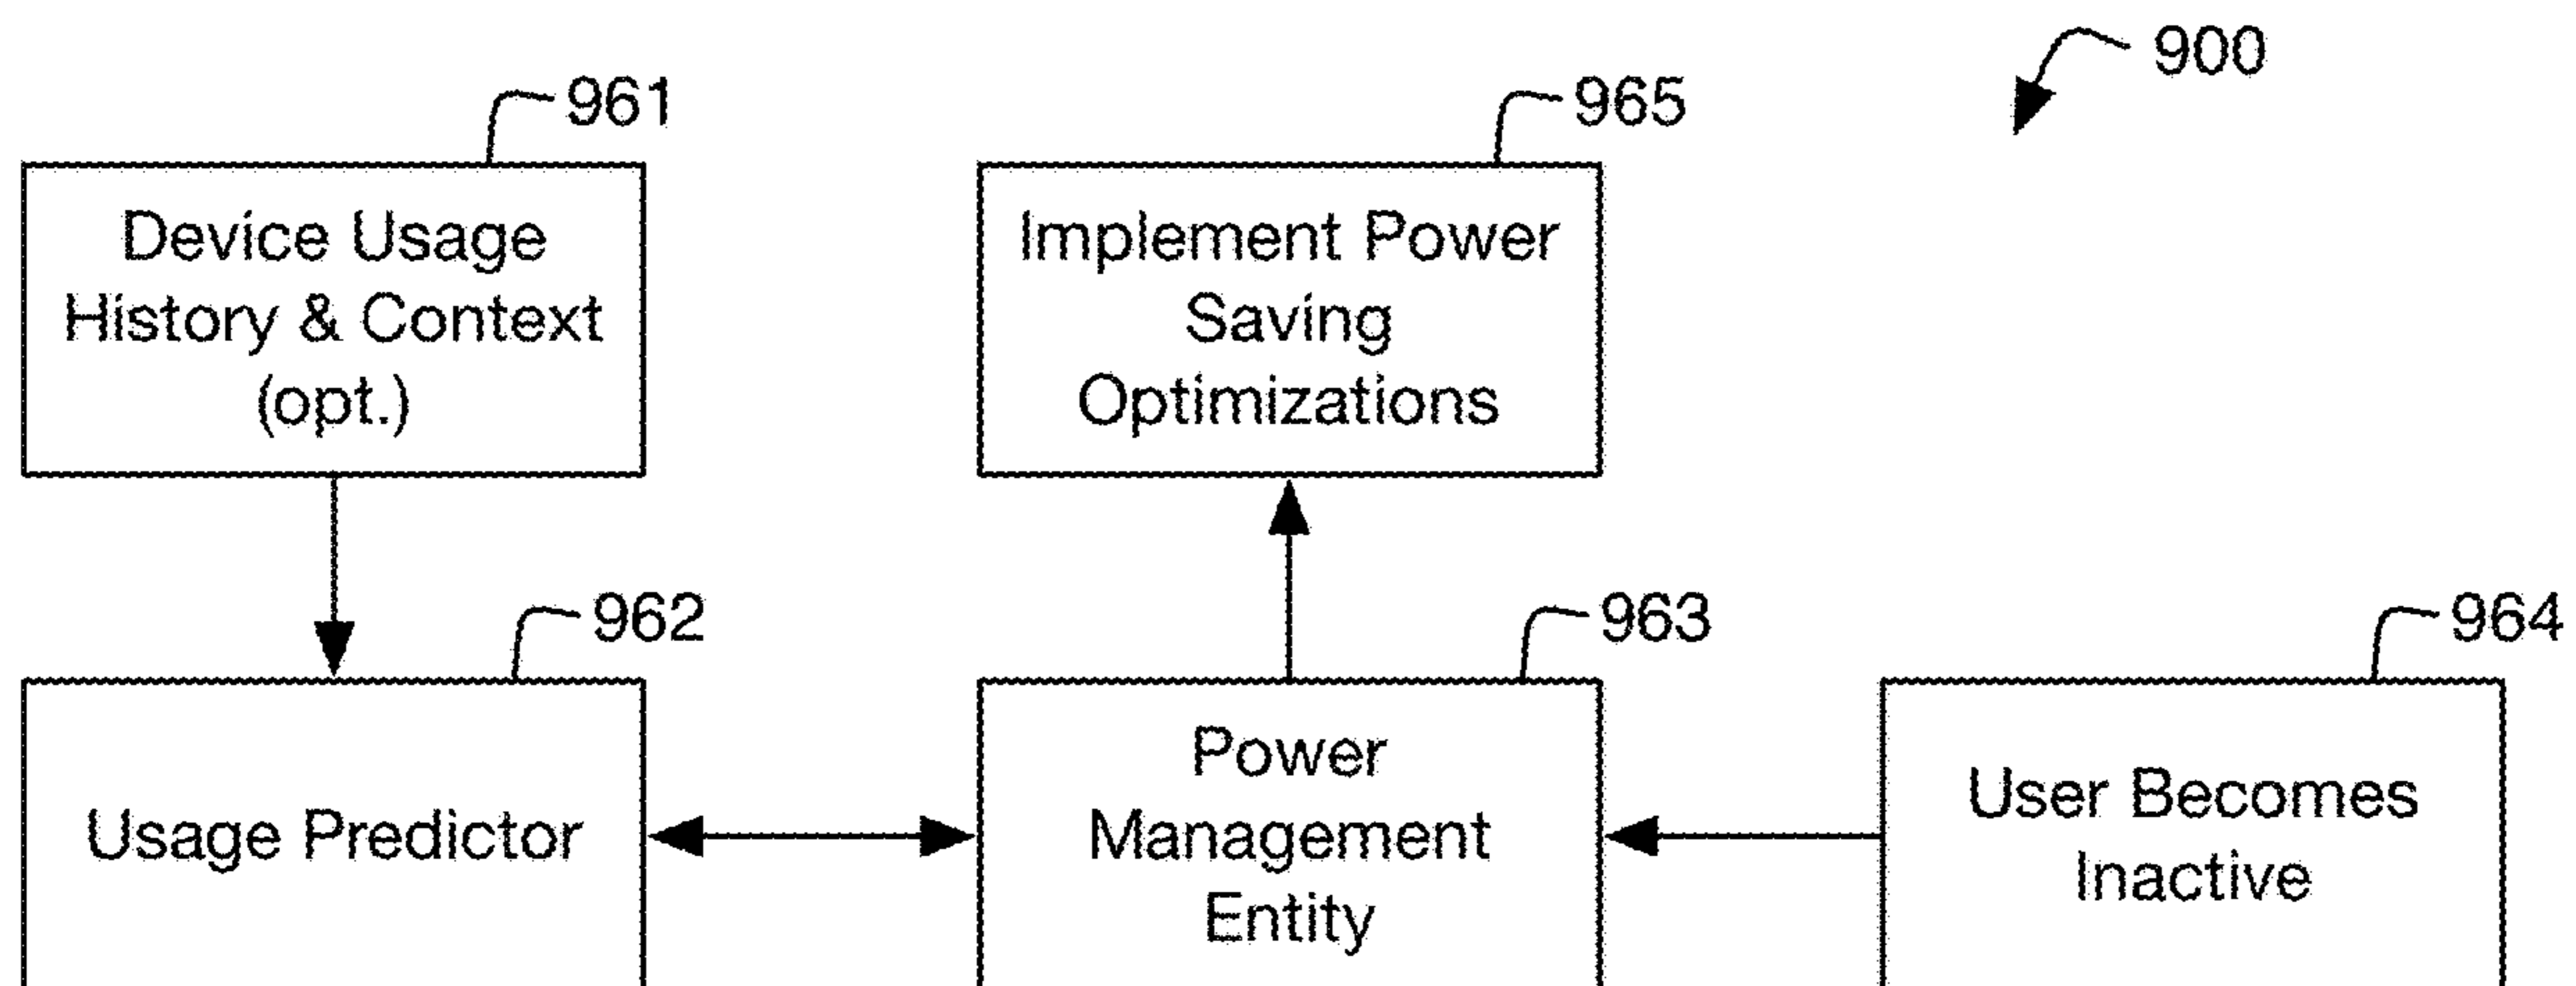 900
961
Device Usage
History & Context
(opt.)
965
Implement Power
Saving
Optimizations
962
Usage Predictor
963
Power
Management
Entity
964
User Becomes
Inactive